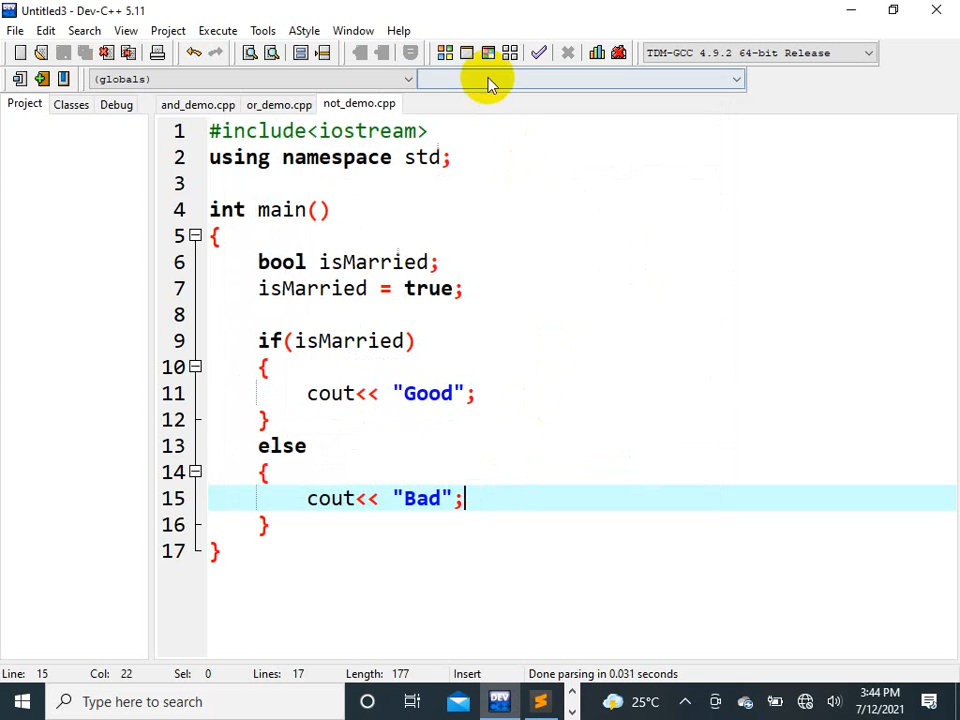 Untitled3 - Dev-C++ 5.11
File Edit Search View Project Execute Tools AStyle Window Help
TDM-GCC 4.9.2 64-bit Release
(globals)
Project Classes Debug and_demo.cpp or_demo.cpp not_demo.cpp
1 #include<iostream>
2 using namespace std;
3
4 int main()
5 {
6 bool isMarried;
7 isMarried = true;
8
9 if(isMarried)
10 {
11 cout<< "Good";
12 }
13 else
14 {
15 cout<< "Bad";
16 }
17 }
Line: 15 Col: 22 Sel: 0 Lines: 17 Length: 177 Insert Done parsing in 0.031 seconds
Type here to search DEV 25°C 3:44 PM
7/12/2021